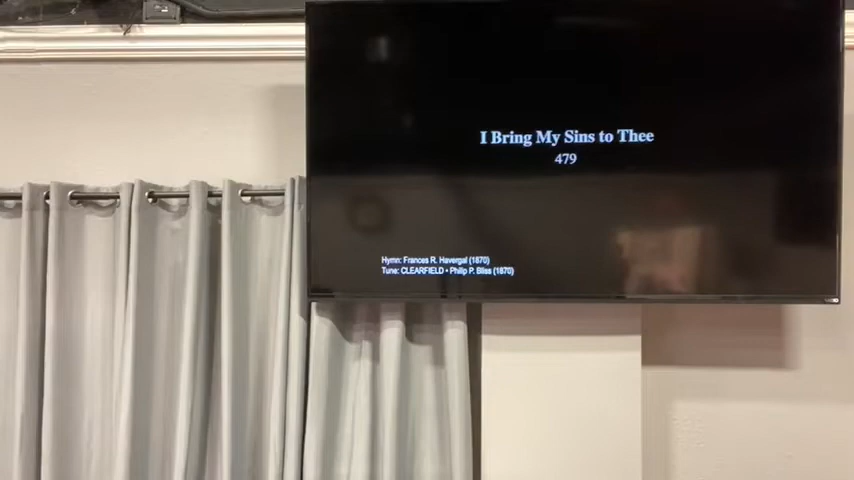 I Bring My Sins to Thee
479
Hymn: Frances R. Havergal (1870)
Tune: CLEARFIELD • Philip P. Bliss (1870)